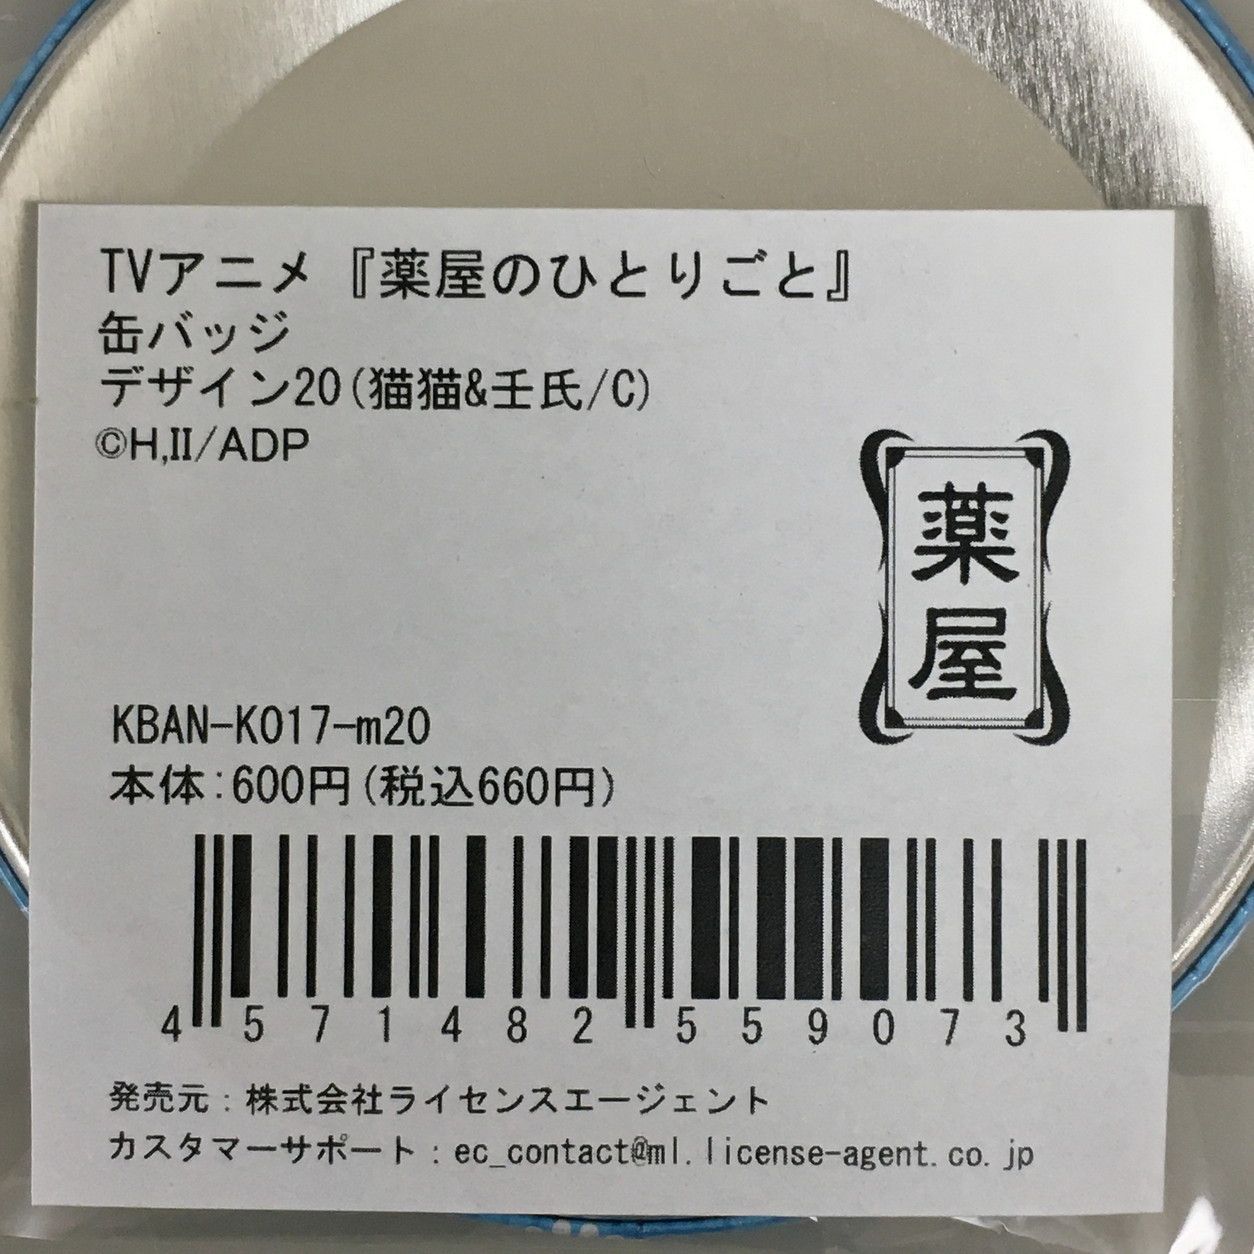 TVアニメ『薬屋のひとりごと』
缶バッジ
デザイン20(猫猫&壬氏/C)
©H,II/ADP
薬屋
KBAN-K017-m20
本体:600円(税込660円)
4 571482 559073
発売元:株式会社ライセンスエージェント
カスタマーサポート:ec_contact@ml.license-agent.co.jp